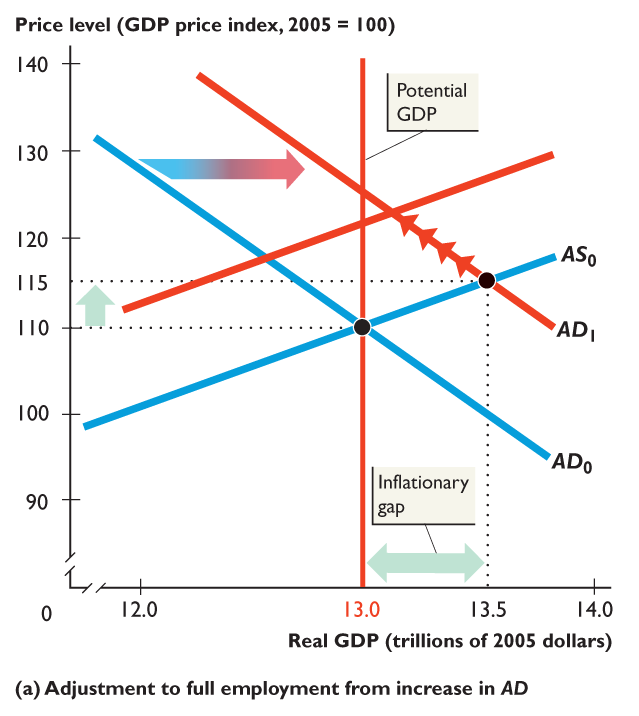 Price level (GDP price index, 2005 = 100)
140
Potential
GDP
130
120
AS0
115
110
AD1
100
AD0
Inflationary
gap
90
0
12.0
13.0
13.5
14.0
Real GDP (trillions of 2005 dollars)
(a) Adjustment to full employment from increase in AD